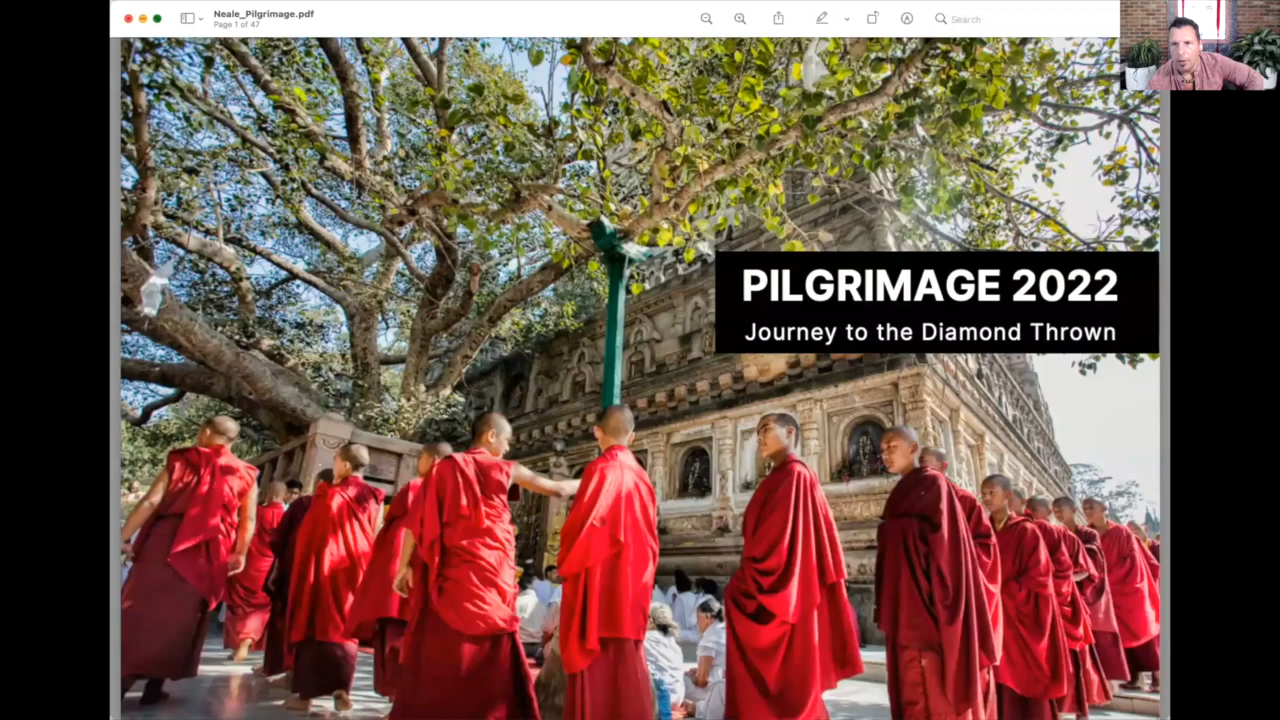 Neale_Pilgrimage.pdf
Page 1 of 47
Search
PILGRIMAGE 2022
Journey to the Diamond Thrown